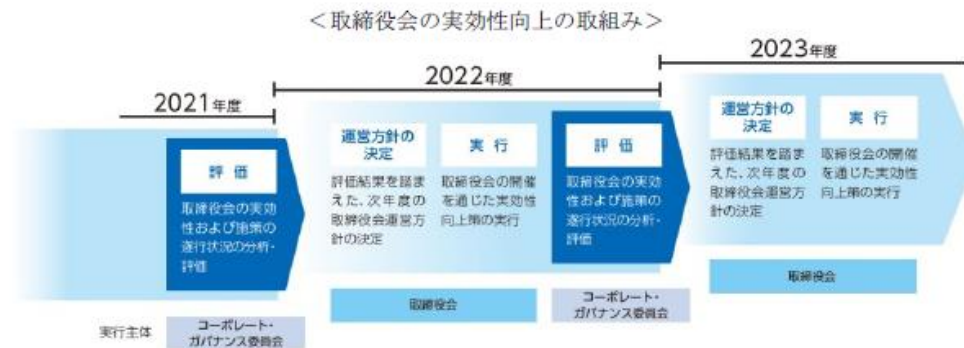 ＜取締役会の実効性向上の取組み＞
2021年度
2022年度
2023年度
評 価
取締役会の実効
性および施策の
遂行状況の分析・
評価
運営方針の
決定
評価結果を踏ま
えた、次年度の
取締役会運営方
針の決定
実 行
取締役会の開催
を通じた実効性
向上策の実行
評 価
取締役会の実効
性および施策の
遂行状況の分析・
評価
運営方針の
決定
評価結果を踏ま
えた、次年度の
取締役会運営方
針の決定
実 行
取締役会の開催
を通じた実効性
向上策の実行
実行主体
コーポレート・
ガバナンス委員会
取締役会
コーポレート・
ガバナンス委員会
取締役会